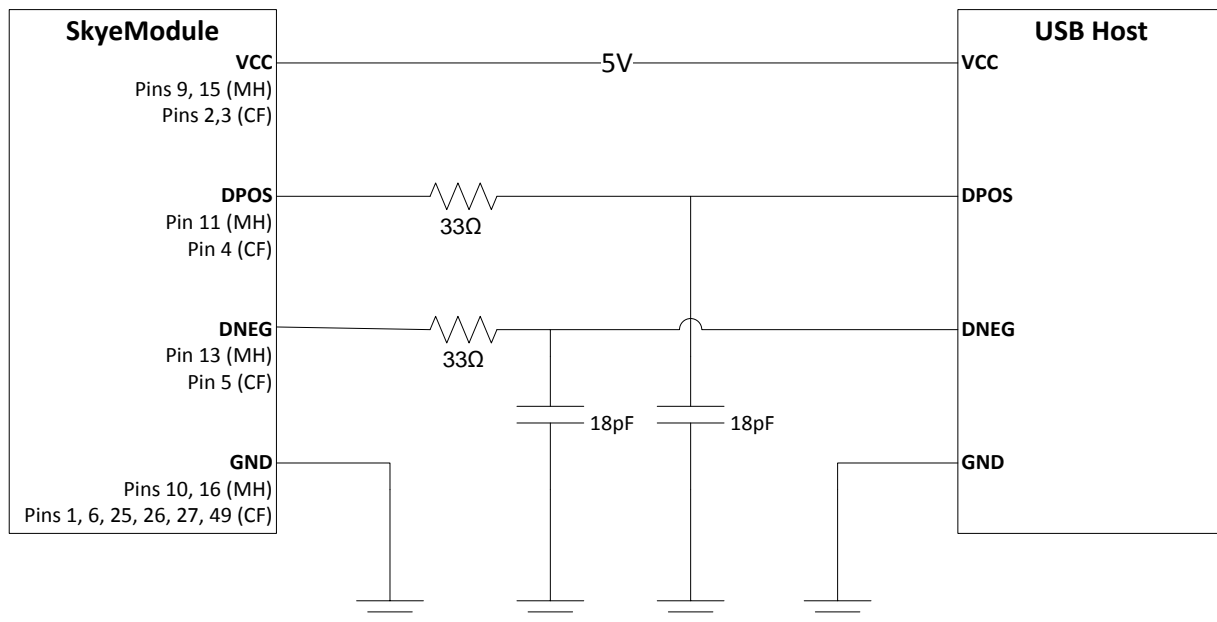 SkyeModule
USB Host
VCC
5V
VCC
Pins 9, 15 (MH)
Pins 2,3 (CF)
DPOS
DPOS
Pin 11 (MH)
33Ω
Pin 4 (CF)
DNEG
DNEG
Pin 13 (MH)
33Ω
Pin 5 (CF)
18pF
18pF
GND
GND
Pins 10, 16 (MH)
Pins 1, 6, 25, 26, 27, 49 (CF)